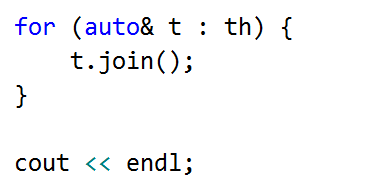 for (auto& t : th) {
    t.join();
}

cout << endl;